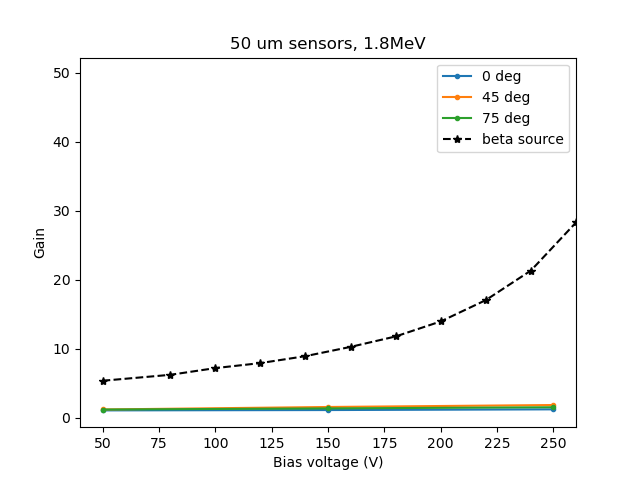 50 um sensors, 1.8MeV
50
40
30
20
10
0
Gain
0 deg
45 deg
75 deg
beta source
50 75 100 125 150 175 200 225 250
Bias voltage (V)